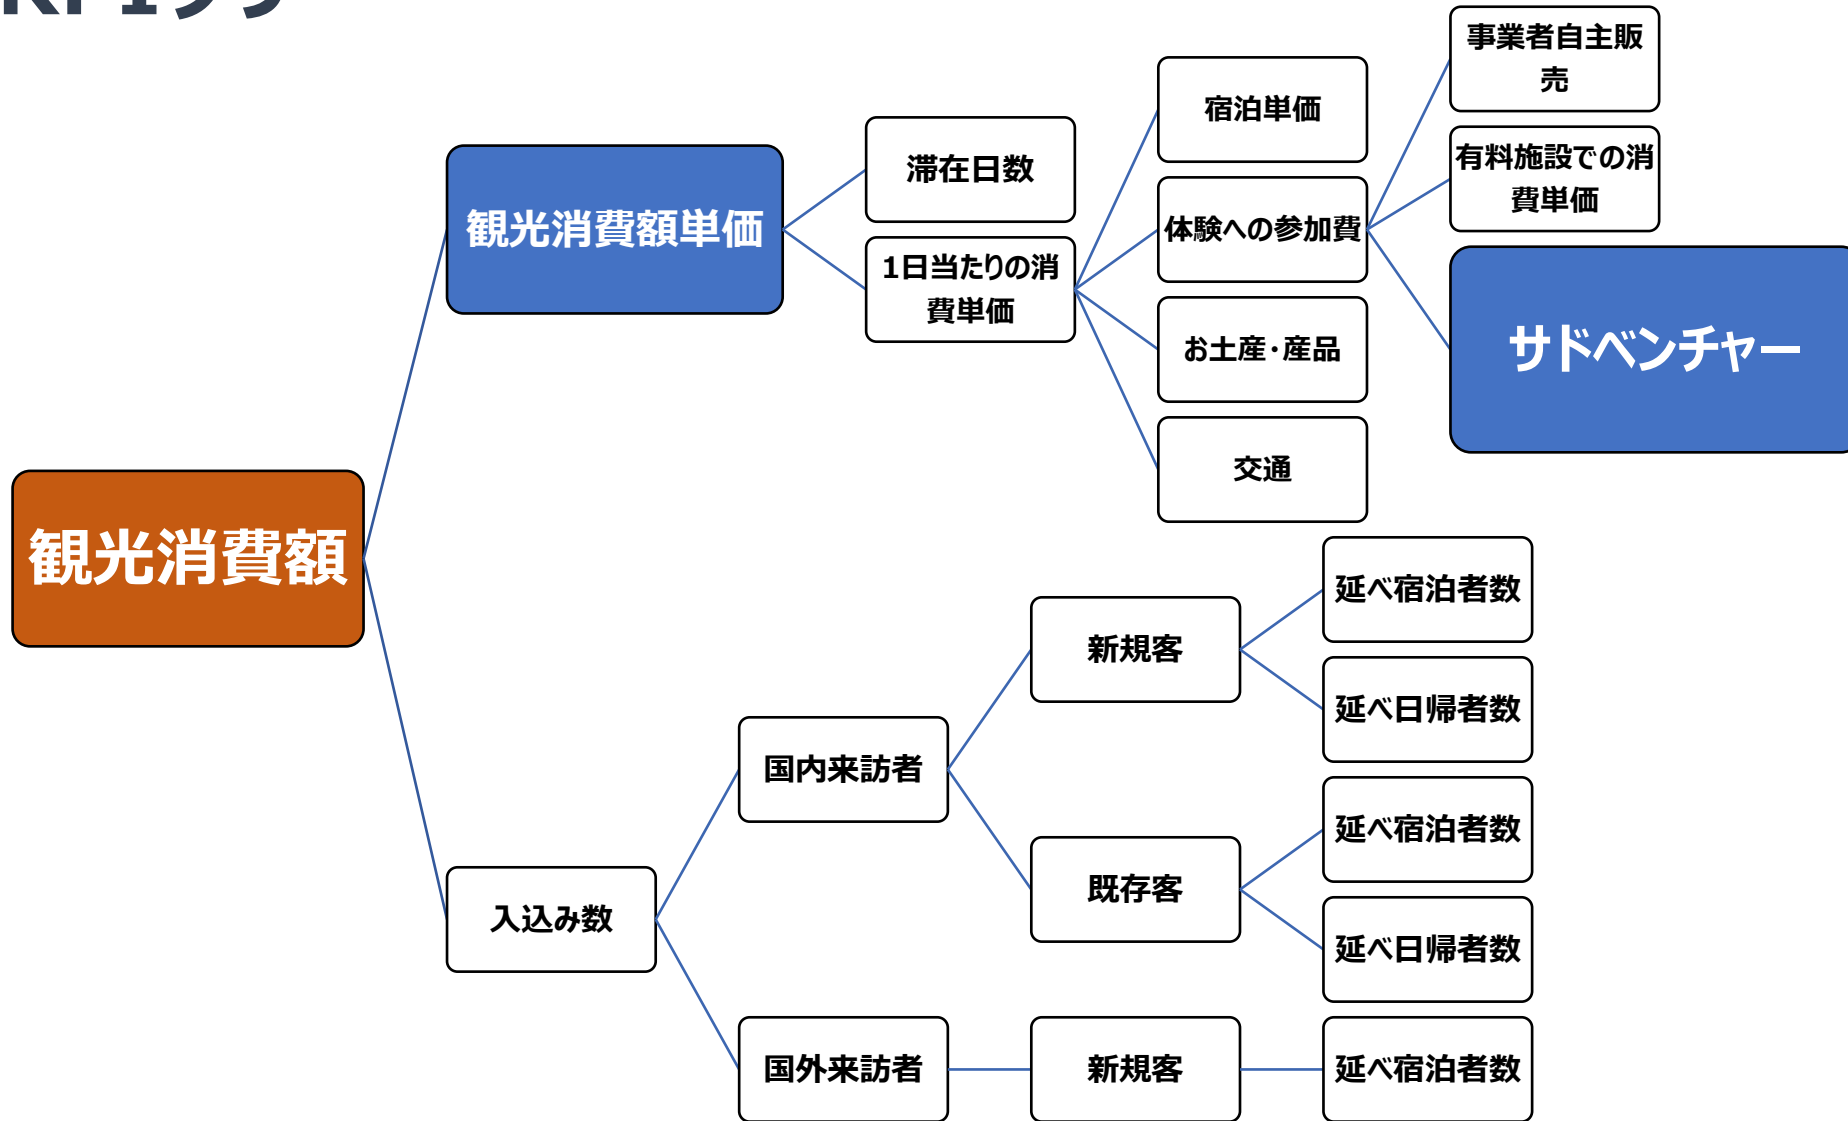 観光消費額
観光消費額単価
滞在日数
1日当たりの消
費単価
宿泊単価
体験への参加費
お土産・産品
交通
事業者自主販
売
有料施設での消
費単価
サドベンチャー
入込み数
国内来訪者
新規客
延べ宿泊者数
延べ日帰者数
既存客
延べ宿泊者数
延べ日帰者数
国外来訪者
新規客
延べ宿泊者数